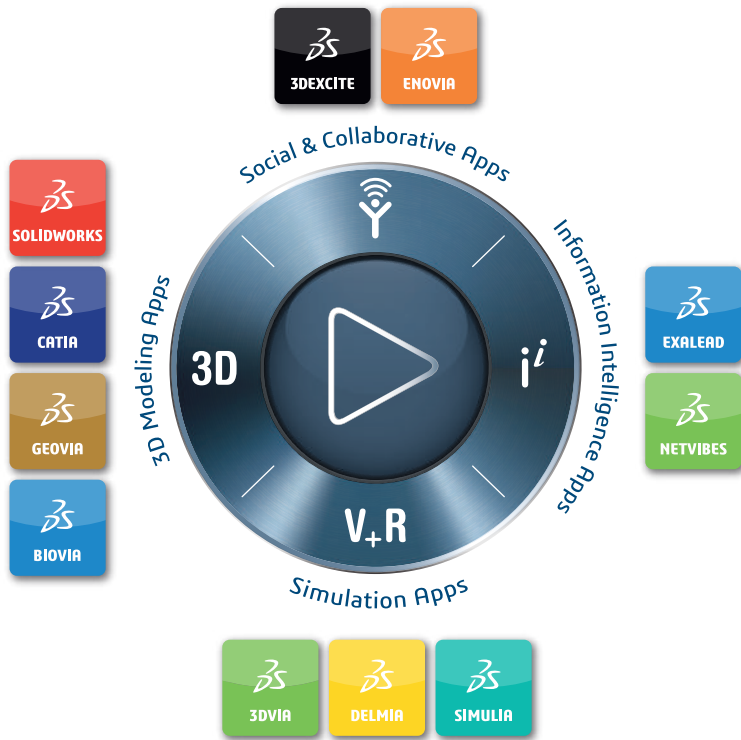 3DEXCITE
ENOVIA
Social & Collaborative Apps
SOLIDWORKS
CATIA
GEOVIA
BIOVIA
3D Modeling Apps
3D
i i
Information Intelligence Apps
EXALEAD
NETVIBES
V+R
Simulation Apps
3DVIA
DELMIA
SIMULIA